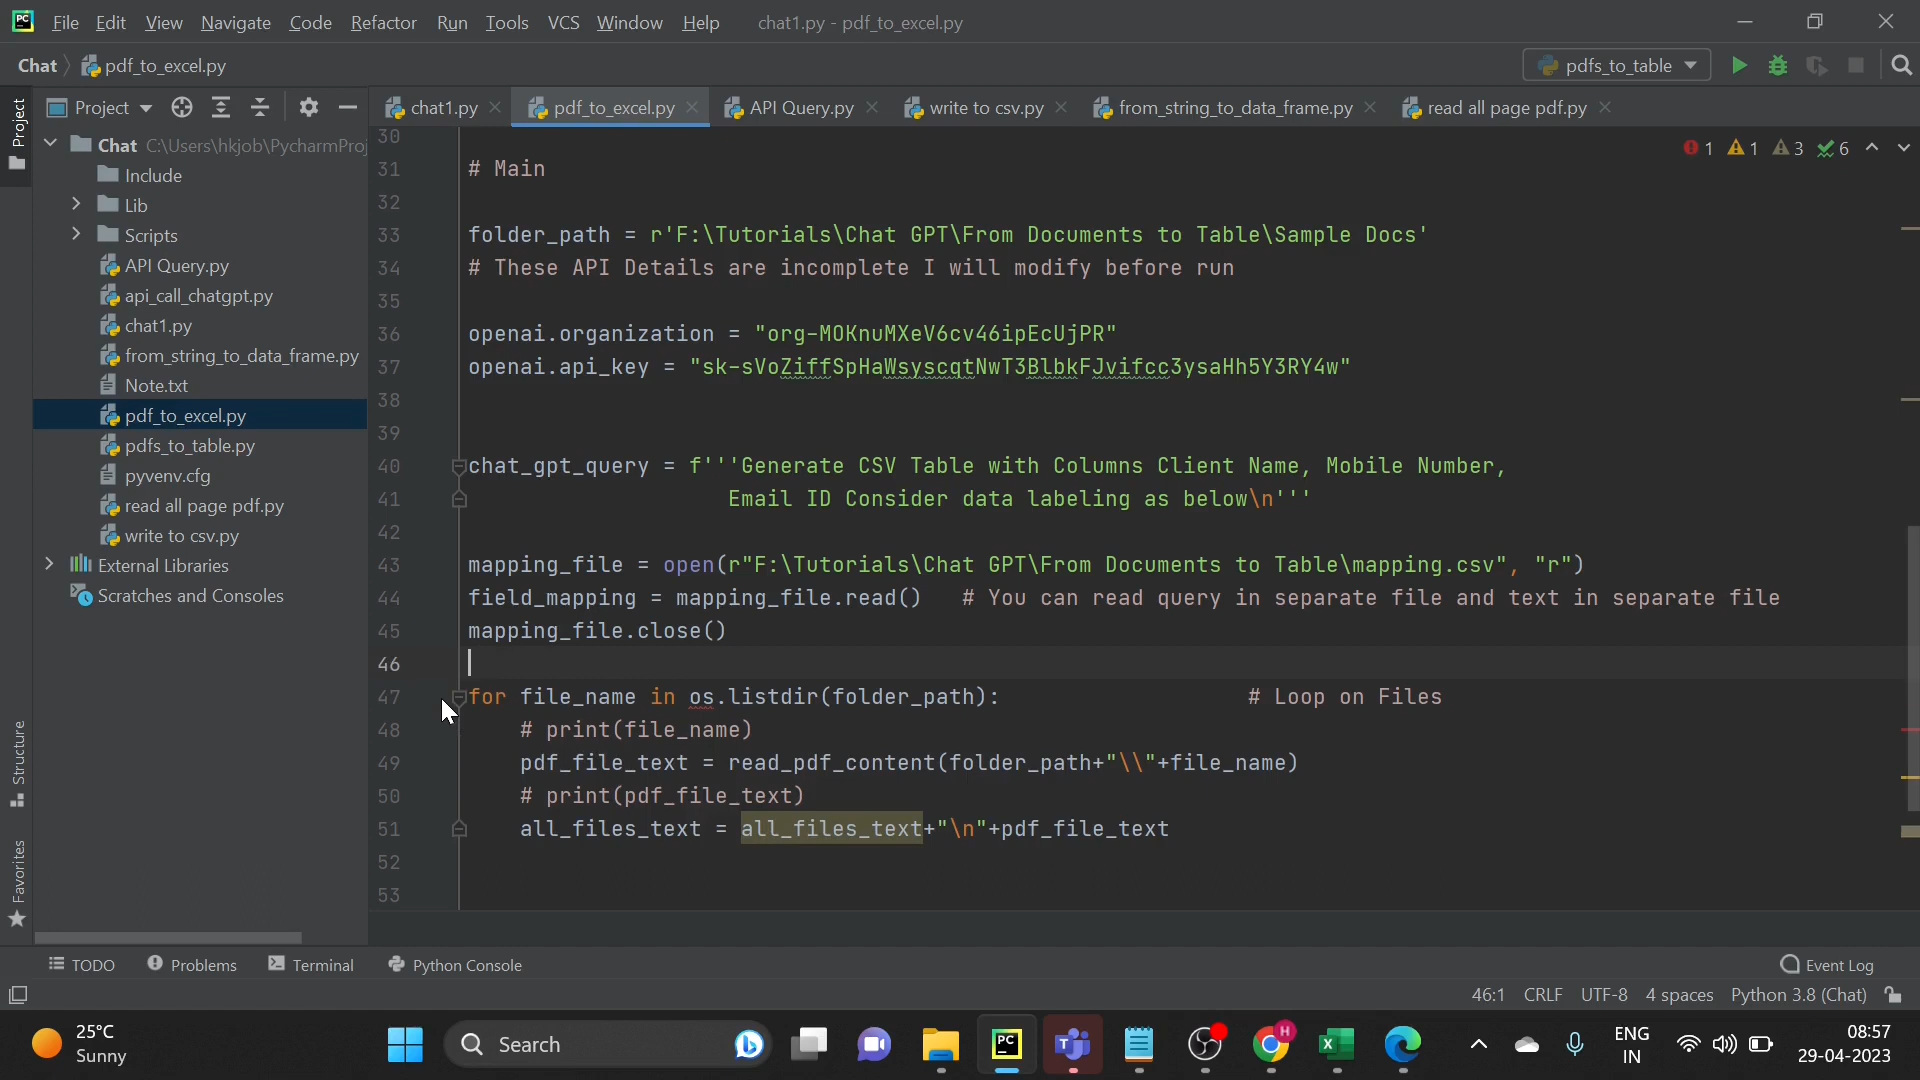 File Edit View Navigate Code Refactor Run Tools VCS Window Help chat1.py - pdf_to_excel.py
Chat pdf_to_excel.py pdfs_to_table
Project chat1.py pdf_to_excel.py API Query.py write to csv.py from_string_to_data_frame.py read all page pdf.py
Project
Structure
Favorites
Chat C:\Users\hkjob\PycharmProj
Include
Lib
Scripts
API Query.py
api_call_chatgpt.py
chat1.py
from_string_to_data_frame.py
Note.txt
pdf_to_excel.py
pdfs_to_table.py
pyvenv.cfg
read all page pdf.py
write to csv.py
External Libraries
Scratches and Consoles
1 1 3 6
30
31 # Main
32
33 folder_path = r'F:\Tutorials\Chat GPT\From Documents to Table\Sample Docs'
34 # These API Details are incomplete I will modify before run
35
36 openai.organization = "org-MOKnuMXeV6cv46ipEcUjPR"
37 openai.api_key = "sk-sVoZiffSpHaWsyscqtNwT3BlbkFJvifcc3ysaHh5Y3RY4w"
38
39
40 chat_gpt_query = f'''Generate CSV Table with Columns Client Name, Mobile Number,
41 Email ID Consider data labeling as below\n'''
42
43 mapping_file = open(r"F:\Tutorials\Chat GPT\From Documents to Table\mapping.csv", "r")
44 field_mapping = mapping_file.read() # You can read query in separate file and text in separate file
45 mapping_file.close()
46
47 for file_name in os.listdir(folder_path): # Loop on Files
48 # print(file_name)
49 pdf_file_text = read_pdf_content(folder_path+"\\"+file_name)
50 # print(pdf_file_text)
51 all_files_text = all_files_text+"\n"+pdf_file_text
52
53
TODO Problems Terminal Python Console Event Log
46:1 CRLF UTF-8 4 spaces Python 3.8 (Chat)
25°C
Sunny
Search
ENG
IN
08:57
29-04-2023